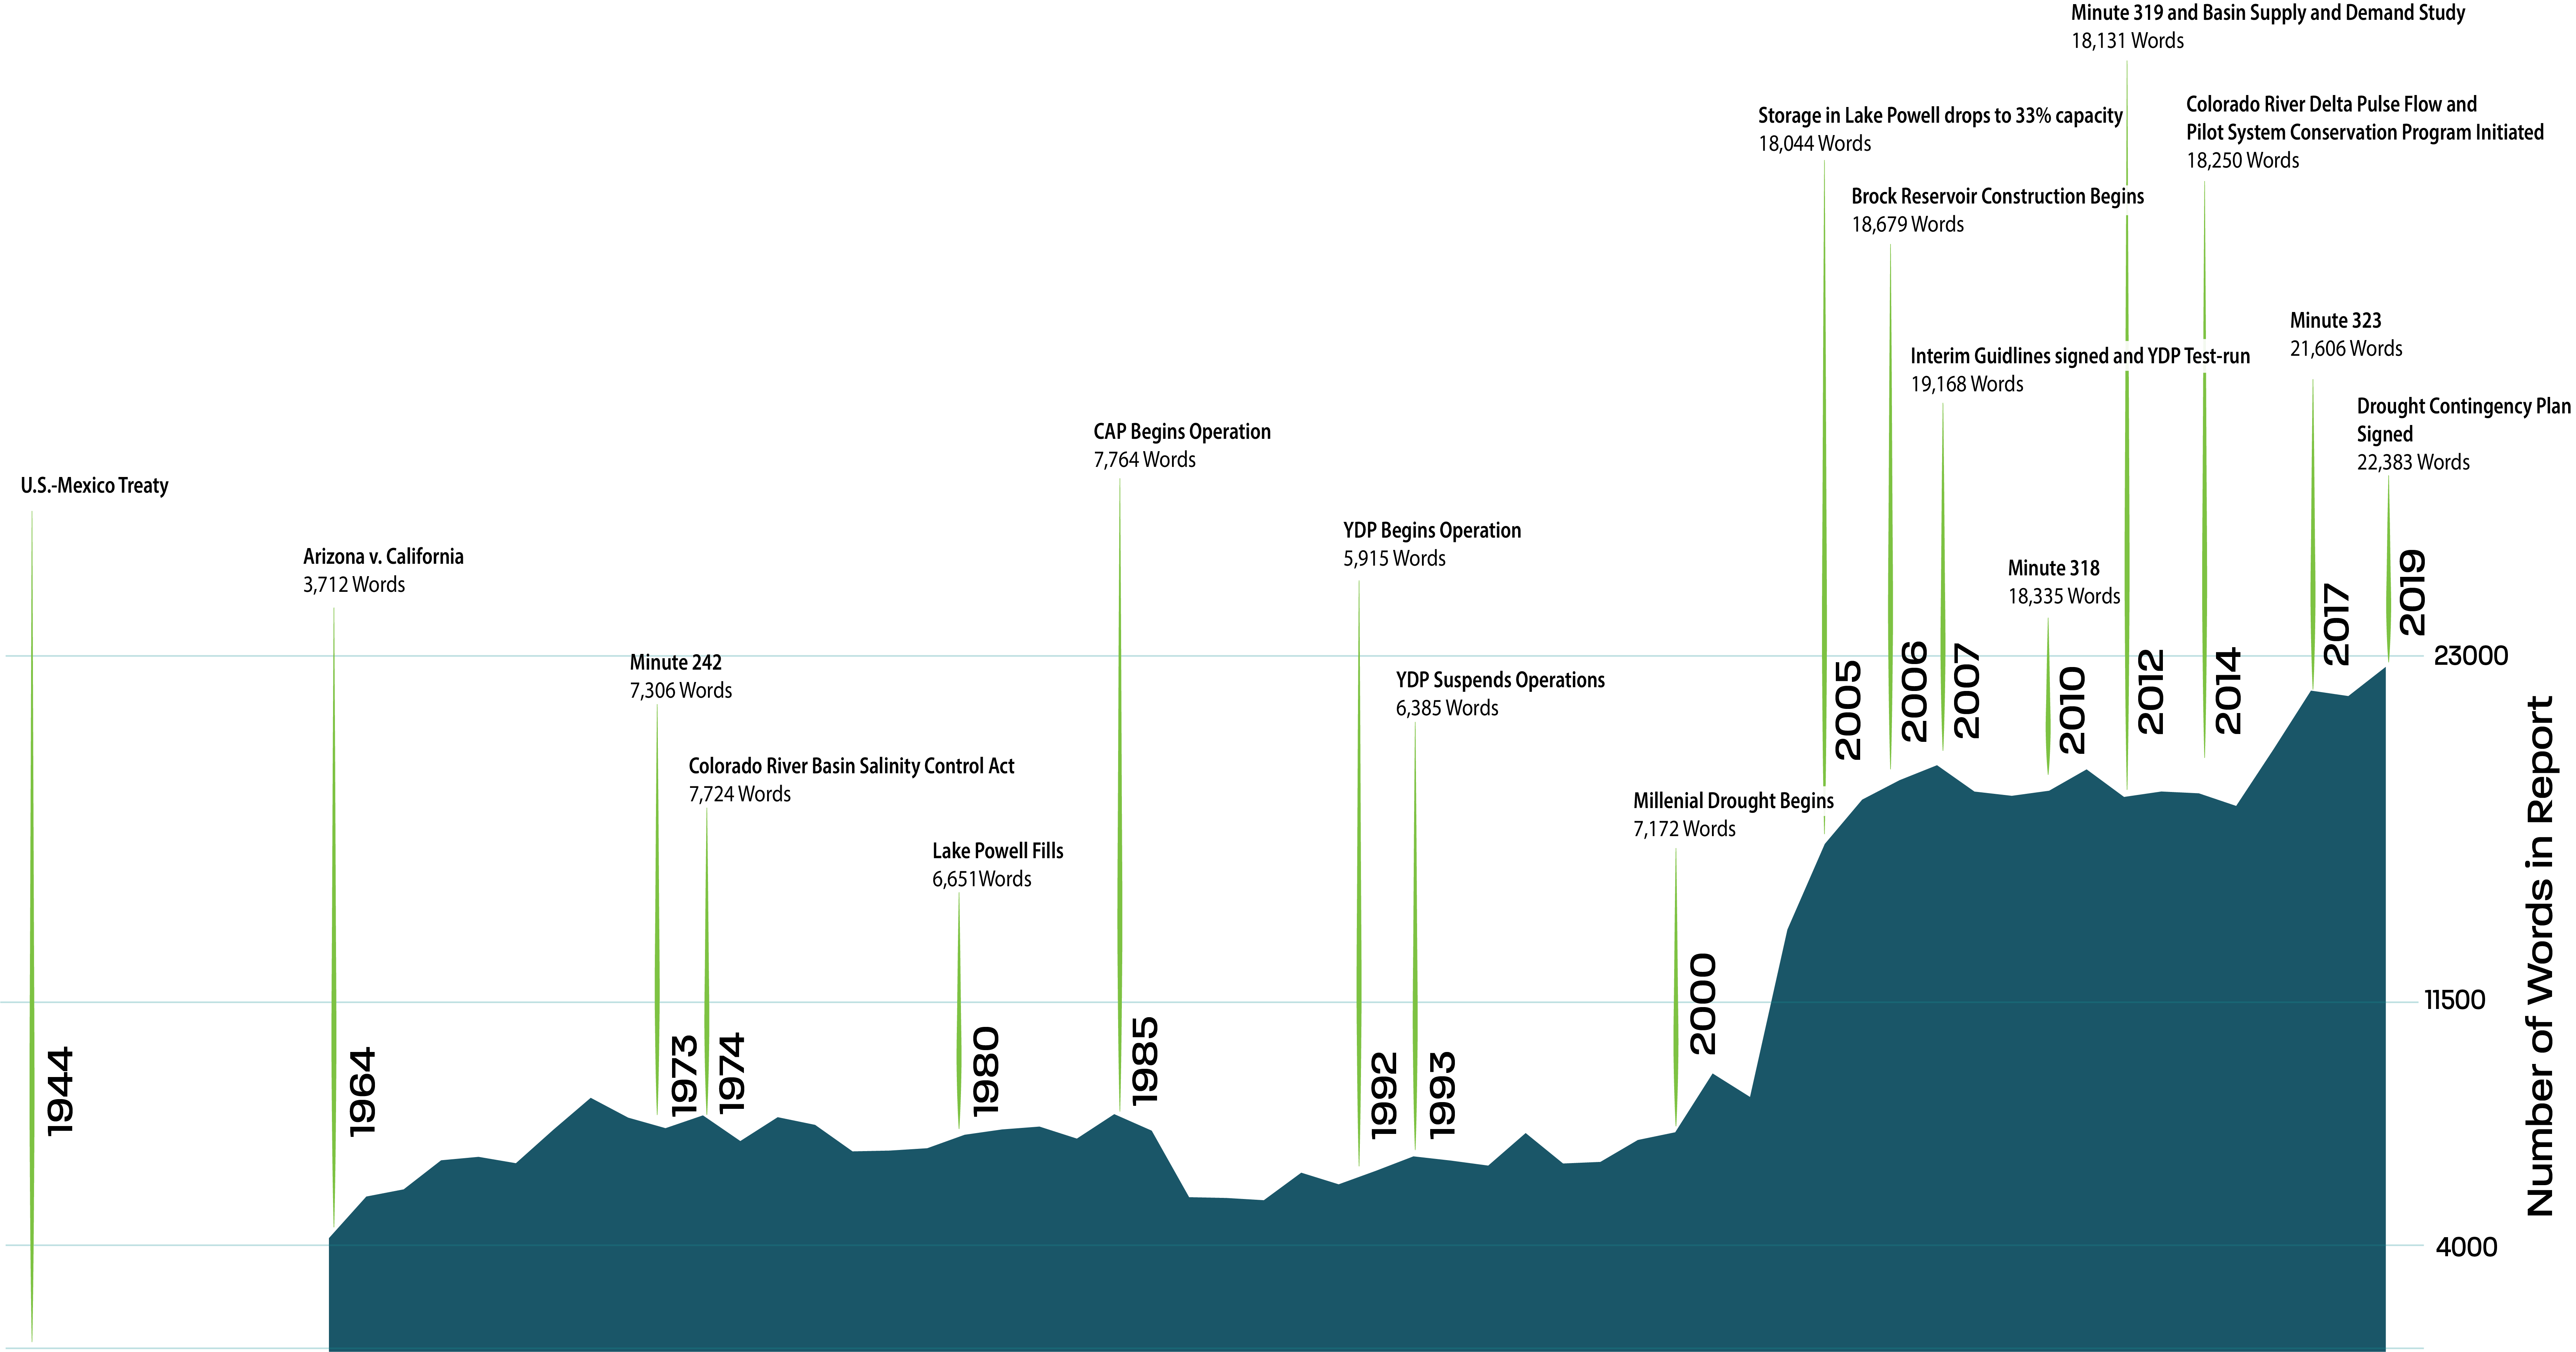 U.S.-Mexico Treaty
1944
Arizona v. California
3,712 Words
1964
Minute 242
7,306 Words
1973
Colorado River Basin Salinity Control Act
7,724 Words
1974
Lake Powell Fills
6,651Words
1980
CAP Begins Operation
7,764 Words
1985
YDP Begins Operation
5,915 Words
1992
YDP Suspends Operations
6,385 Words
1993
Millenial Drought Begins
7,172 Words
2000
Storage in Lake Powell drops to 33% capacity
18,044 Words
2005
Brock Reservoir Construction Begins
18,679 Words
2006
Interim Guidlines signed and YDP Test-run
19,168 Words
2007
Minute 318
18,335 Words
2010
Minute 319 and Basin Supply and Demand Study
18,131 Words
2012
Colorado River Delta Pulse Flow and
Pilot System Conservation Program Initiated
18,250 Words
2014
Minute 323
21,606 Words
2017
Drought Contingency Plan
Signed
22,383 Words
2019
23000
11500
4000
Number of Words in Report